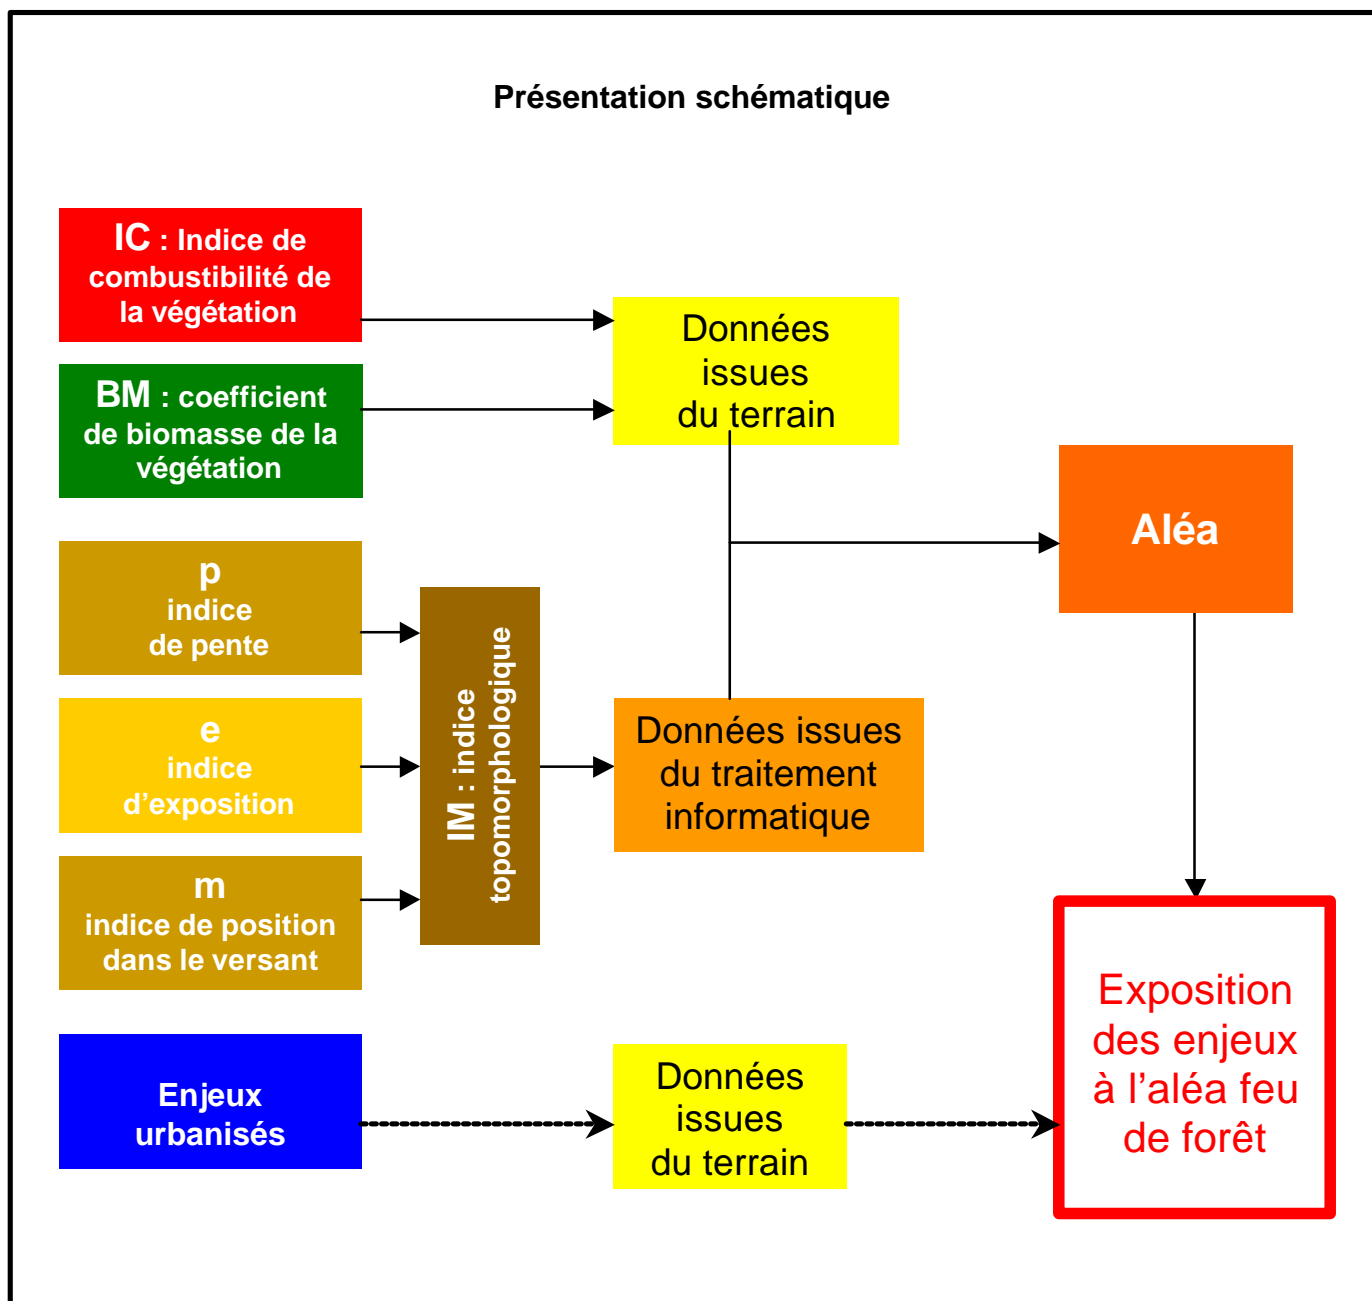 Présentation schématique
IC : Indice de
combustibilité de
la végétation
BM : coefficient
de biomasse de la
végétation
Données
issues
du terrain
Aléa
p
indice
de pente
e
indice
d’exposition
m
indice de position
dans le versant
IM : indice
topomorphologique
Données issues
du traitement
informatique
Enjeux
urbanisés
Données
issues
du terrain
Exposition
des enjeux
à l’aléa feu
de forêt